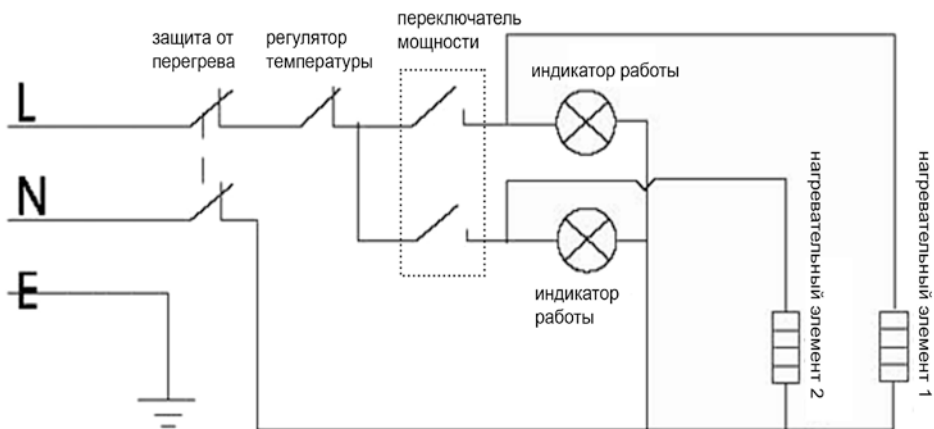 защита от
перегрева
регулятор
температуры
переключатель
мощности
индикатор работы
L
N
E
индикатор
работы
нагревательный элемент 2
нагревательный элемент 1